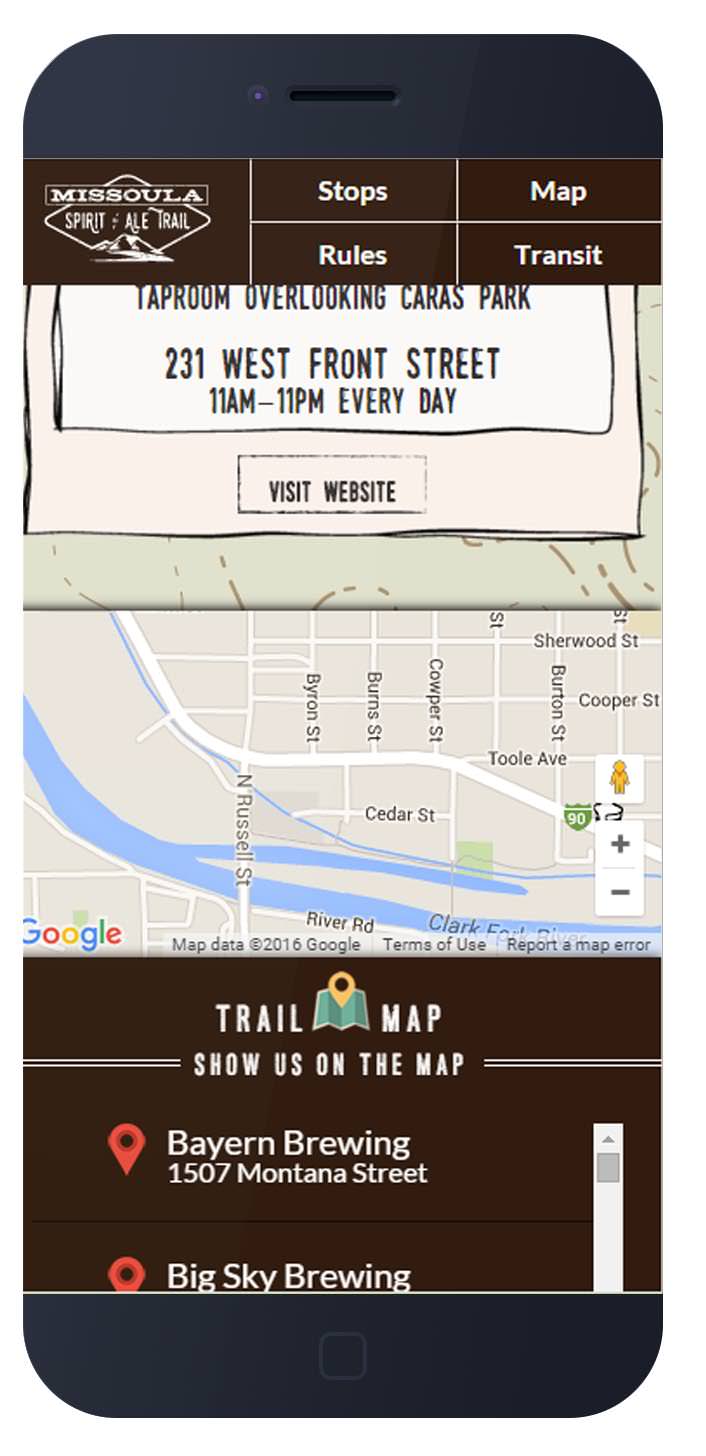 MISSOULA
SPIRIT & ALE TRAIL
Stops
Map
Rules
Transit
TAPROOM OVERLOOKING CARAS PARK
231 WEST FRONT STREET
11AM–11PM EVERY DAY
VISIT WEBSITE
St
St
Sherwood St
Byron St
Burns St
Cowper St
Burton St
Cooper St
Toole Ave
N Russell St
Cedar St
90
+
−
River Rd
Clark Fork River
Google
Map data ©2016 Google
Terms of Use
Report a map error
TRAIL MAP
SHOW US ON THE MAP
Bayern Brewing
1507 Montana Street
Big Sky Brewing